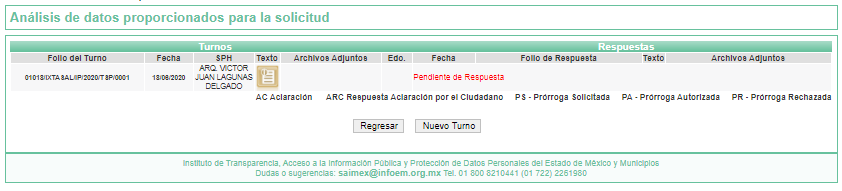 Análisis de datos proporcionados para la solicitud
Turnos Respuestas
Folio del Turno Fecha SPH Texto Archivos Adjuntos Edo. Fecha Folio de Respuesta Texto Archivos Adjuntos
01018/IXTASAL/IP/2020/TSP/0001 18/06/2020 ARQ. VICTOR JUAN LAGUNAS DELGADO Pendiente de Respuesta
AC Aclaración ARC Respuesta Aclaración por el Ciudadano PS - Prórroga Solicitada PA - Prórroga Autorizada PR - Prórroga Rechazada
Regresar Nuevo Turno
Instituto de Transparencia, Acceso a la Información Pública y Protección de Datos Personales del Estado de México y Municipios
Dudas o sugerencias: saimex@infoem.org.mx Tel. 01 800 8210441 (01 722) 2261980